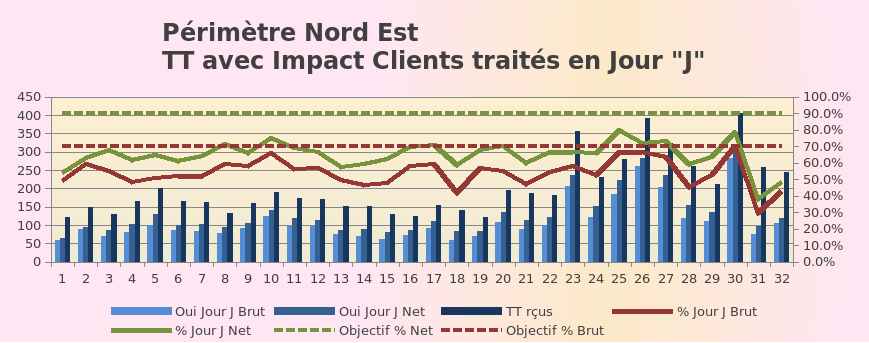 Périmètre Nord Est
TT avec Impact Clients traités en Jour "J"
450 100.0%
400 90.0%
350 80.0%
300 70.0%
250 60.0%
200 50.0%
150 40.0%
100 30.0%
50 20.0%
0 10.0%
0.0%
1 2 3 4 5 6 7 8 9 10 11 12 13 14 15 16 17 18 19 20 21 22 23 24 25 26 27 28 29 30 31 32
Oui Jour J Brut Oui Jour J Net TT rçus % Jour J Brut
% Jour J Net Objectif % Net Objectif % Brut